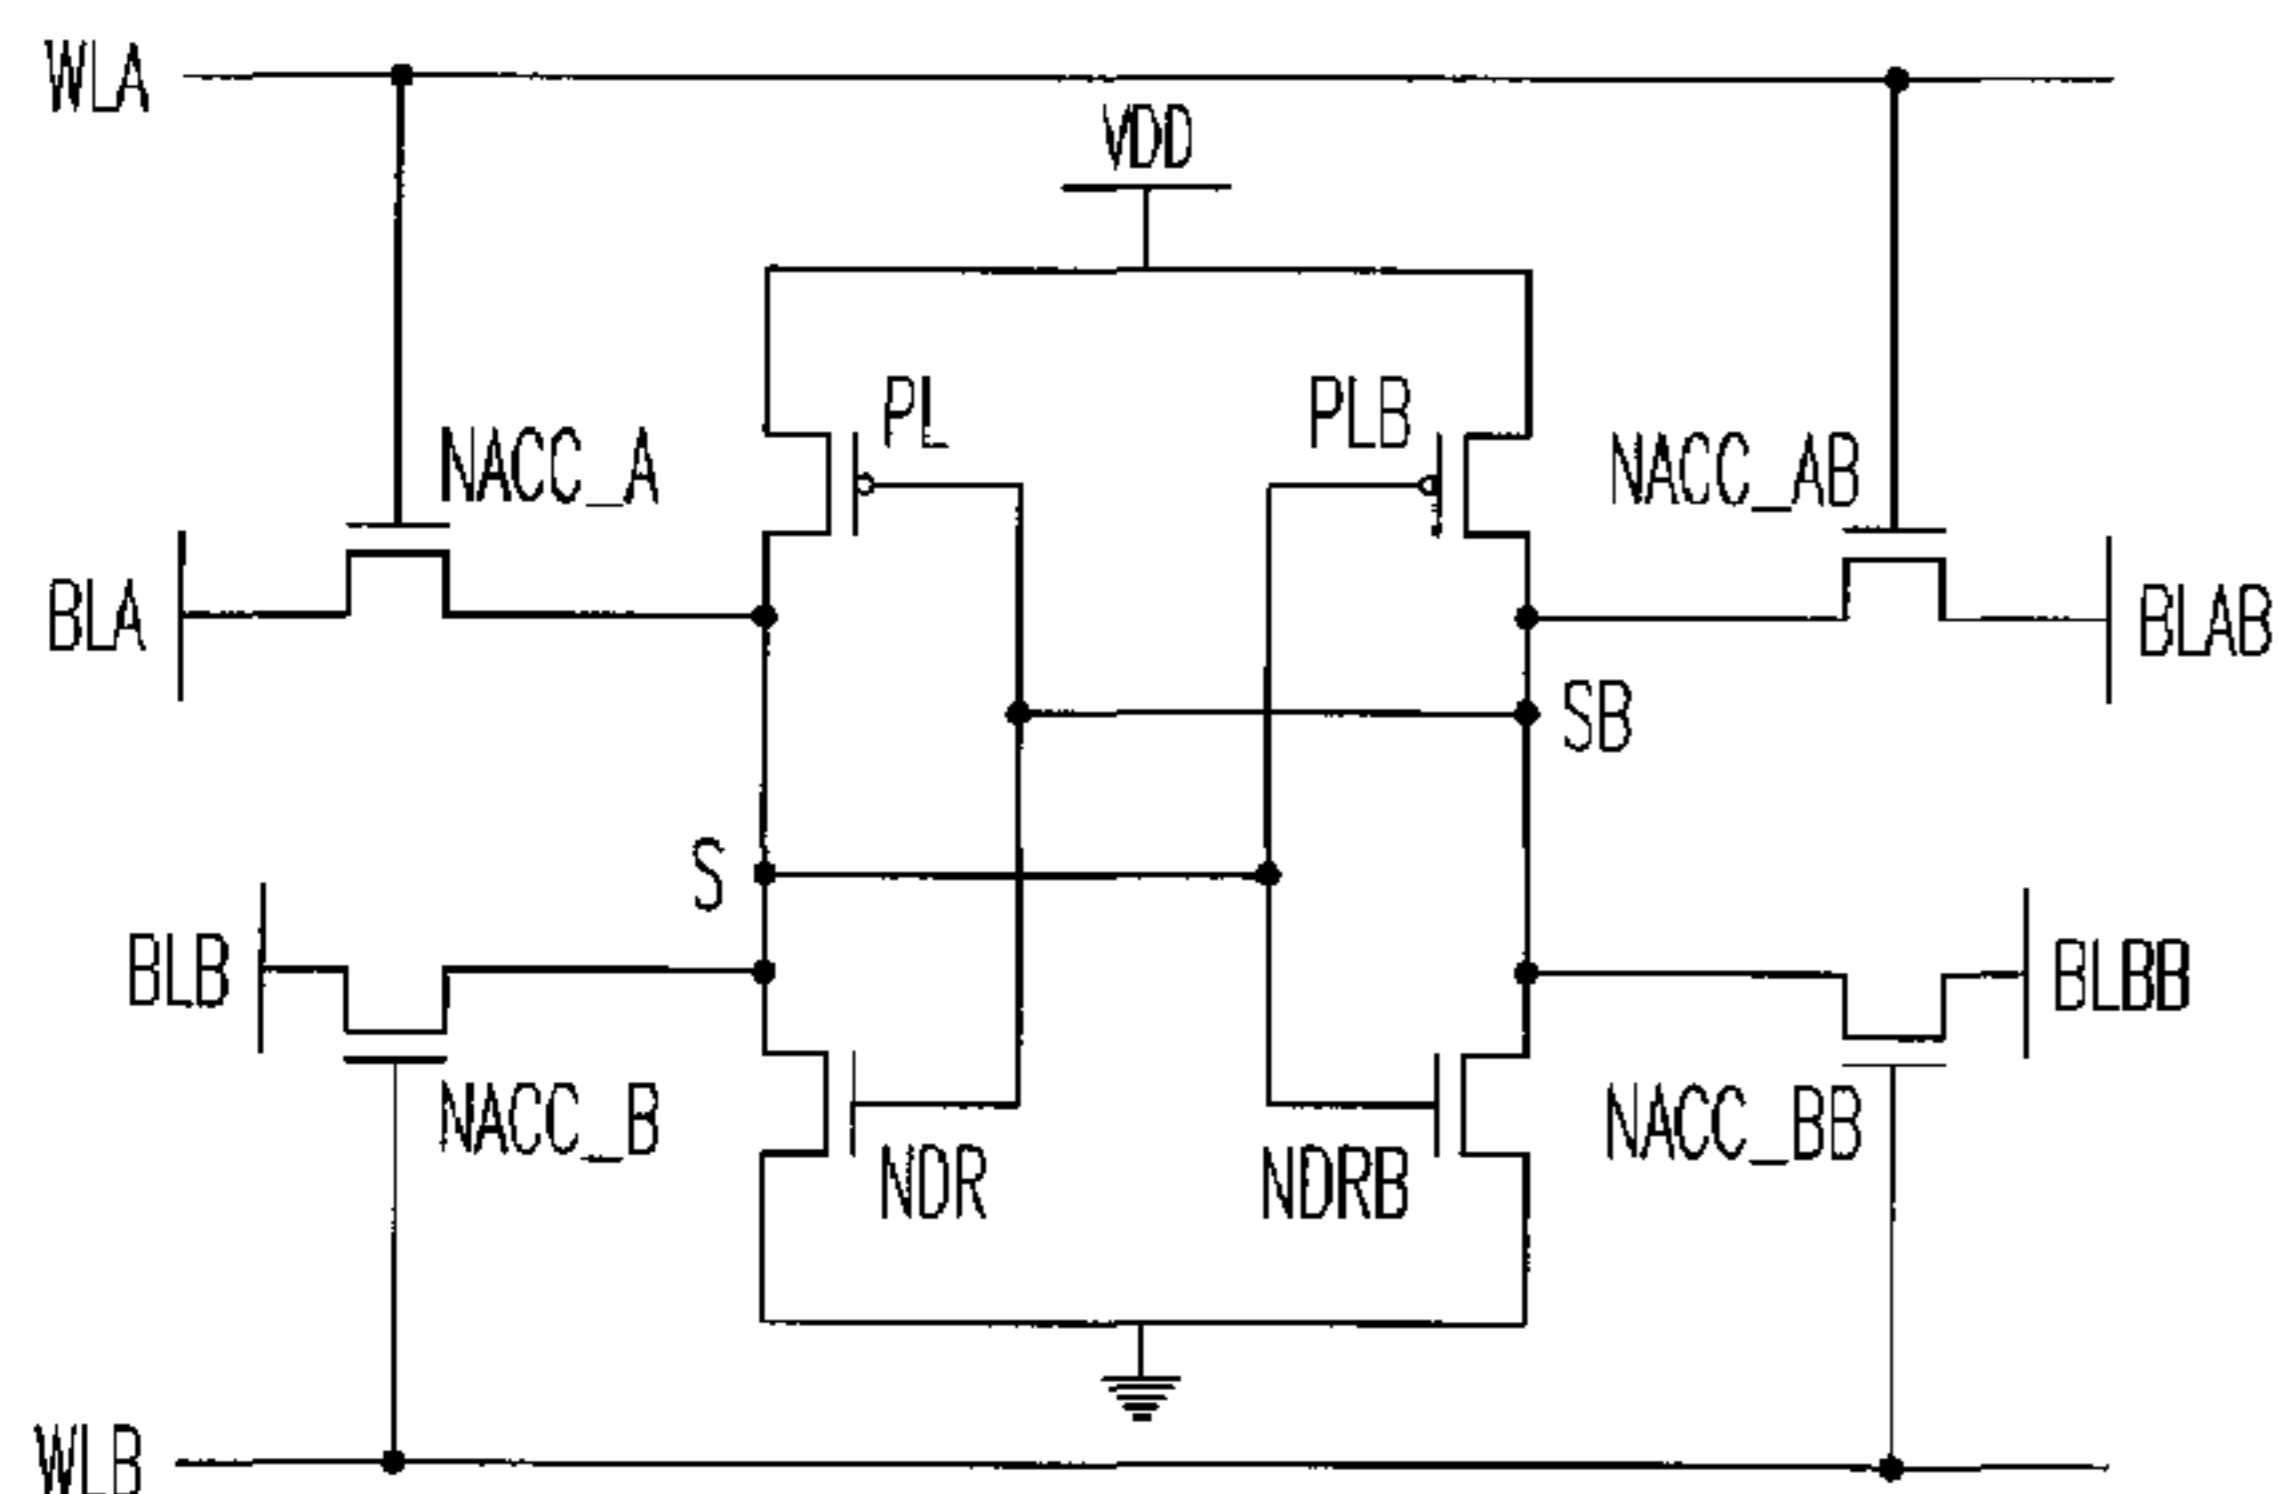 WLA
VDD
PL
PLB
NACC_A
NACC_AB
BLA
BLAB
SB
S
BLB
BLBB
NACC_B
NACC_BB
NDR
NDRB
WLB